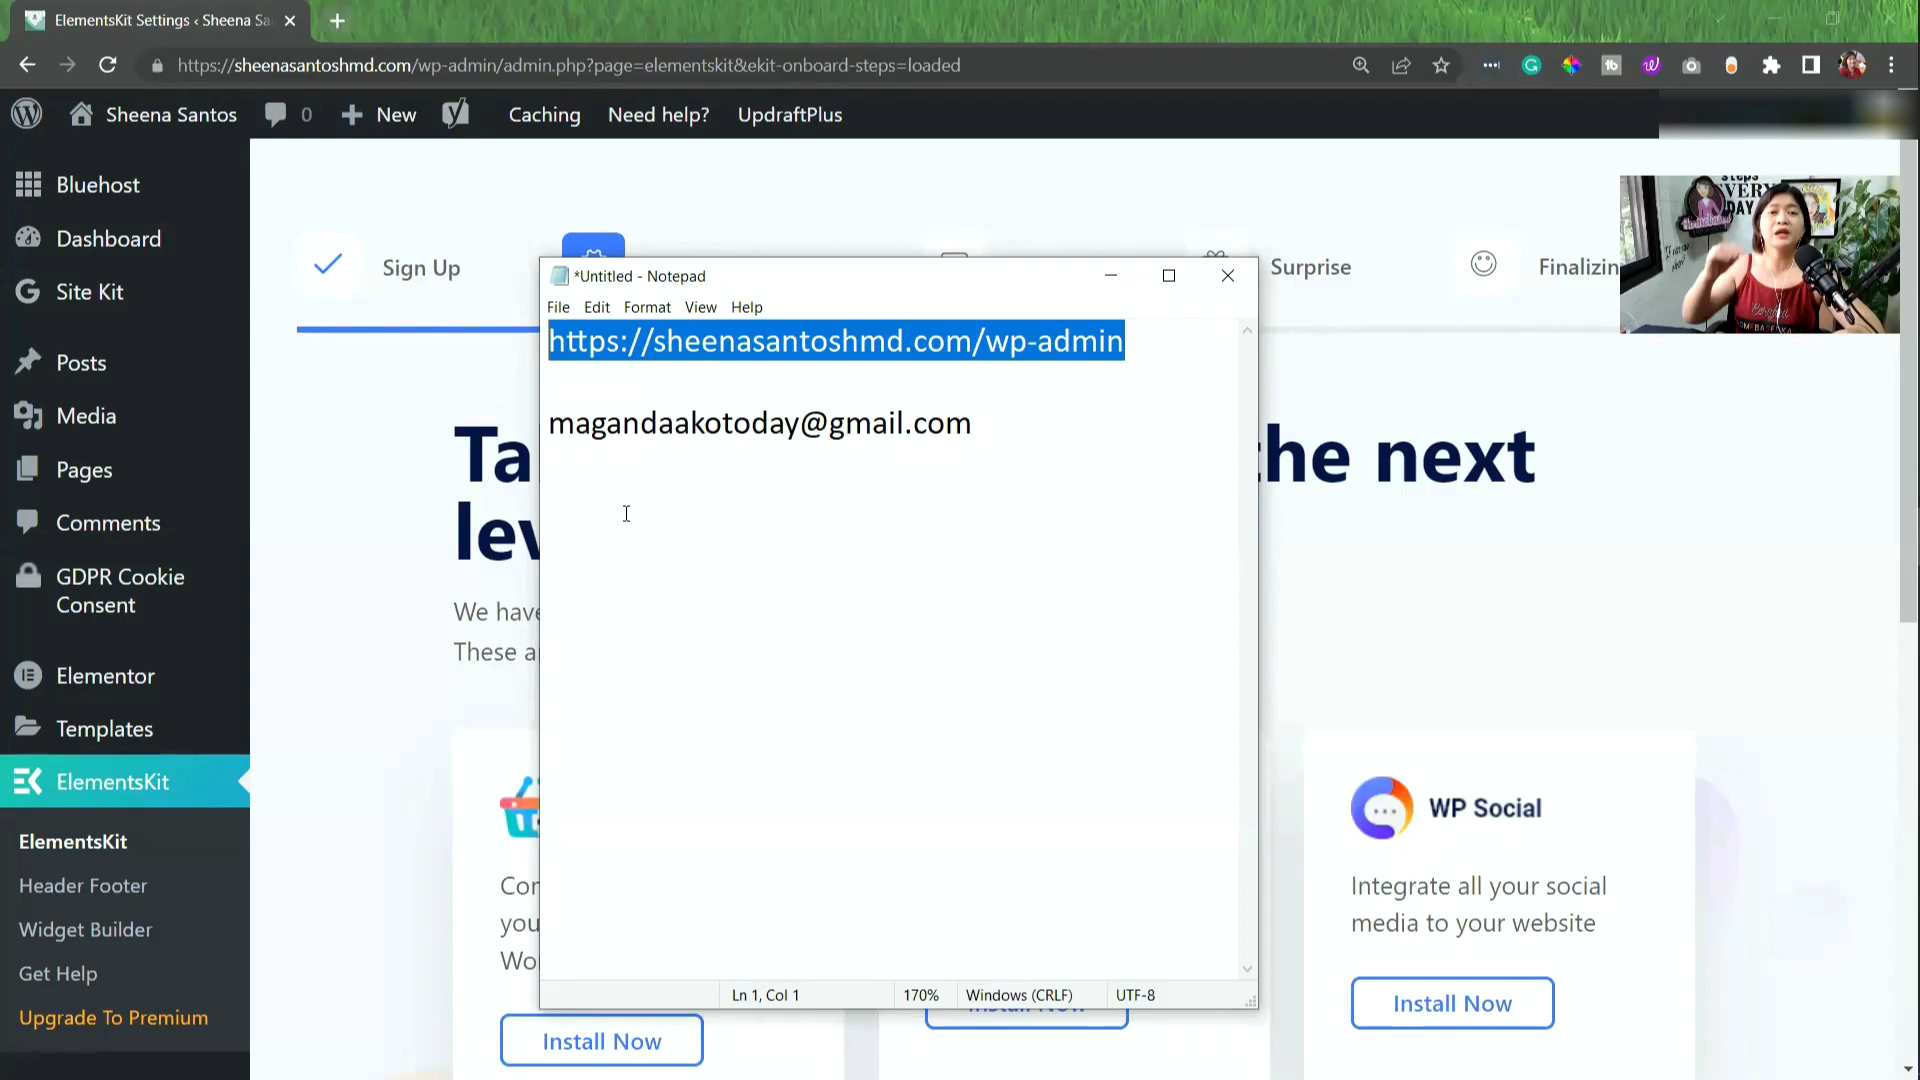 ElementsKit Settings ‹ Sheena Sa
https://sheenasantoshmd.com/wp-admin/admin.php?page=elementskit&ekit-onboard-steps=loaded
Sheena Santos
0
New
Caching
Need help?
UpdraftPlus
Bluehost
Dashboard
Site Kit
Posts
Media
Pages
Comments
GDPR Cookie
Consent
Elementor
Templates
ElementsKit
ElementsKit
Header Footer
Widget Builder
Get Help
Upgrade To Premium
Sign Up
Surprise
Finalizin
*Untitled - Notepad
File Edit Format View Help
https://sheenasantoshmd.com/wp-admin
magandaakotoday@gmail.com
Ln 1, Col 1
170%
Windows (CRLF)
UTF-8
Ta
he next
lev
We have
These a
Cor
you
Wo
Install Now
Install Now
WP Social
Integrate all your social
media to your website
Install Now
steps
EVERY
DAY